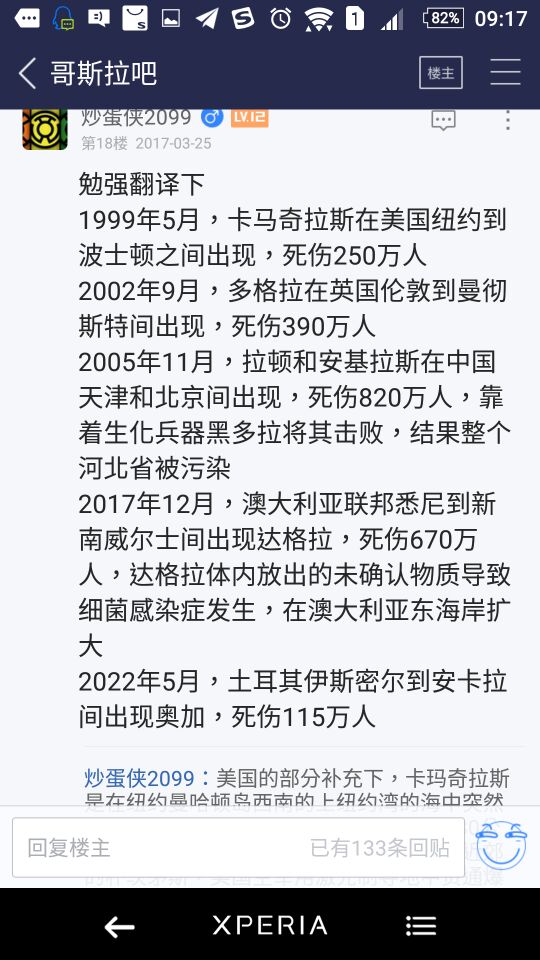 82% 09:17
哥斯拉吧 楼主
炒蛋侠2099 LV.12
第18楼 2017-03-25
勉强翻译下
1999年5月，卡马奇拉斯在美国纽约到
波士顿之间出现，死伤250万人
2002年9月，多格拉在英国伦敦到曼彻
斯特间出现，死伤390万人
2005年11月，拉顿和安基拉斯在中国
天津和北京间出现，死伤820万人，靠
着生化兵器黑多拉将其击败，结果整个
河北省被污染
2017年12月，澳大利亚联邦悉尼到新
南威尔士间出现达格拉，死伤670万
人，达格拉体内放出的未确认物质导致
细菌感染症发生，在澳大利亚东海岸扩
大
2022年5月，土耳其伊斯密尔到安卡拉
间出现奥加，死伤115万人
炒蛋侠2099：美国的部分补充下，卡玛奇拉斯
是在纽约曼哈顿岛西南的上纽约湾的海中突然
回复楼主 已有133条回贴
XPERIA